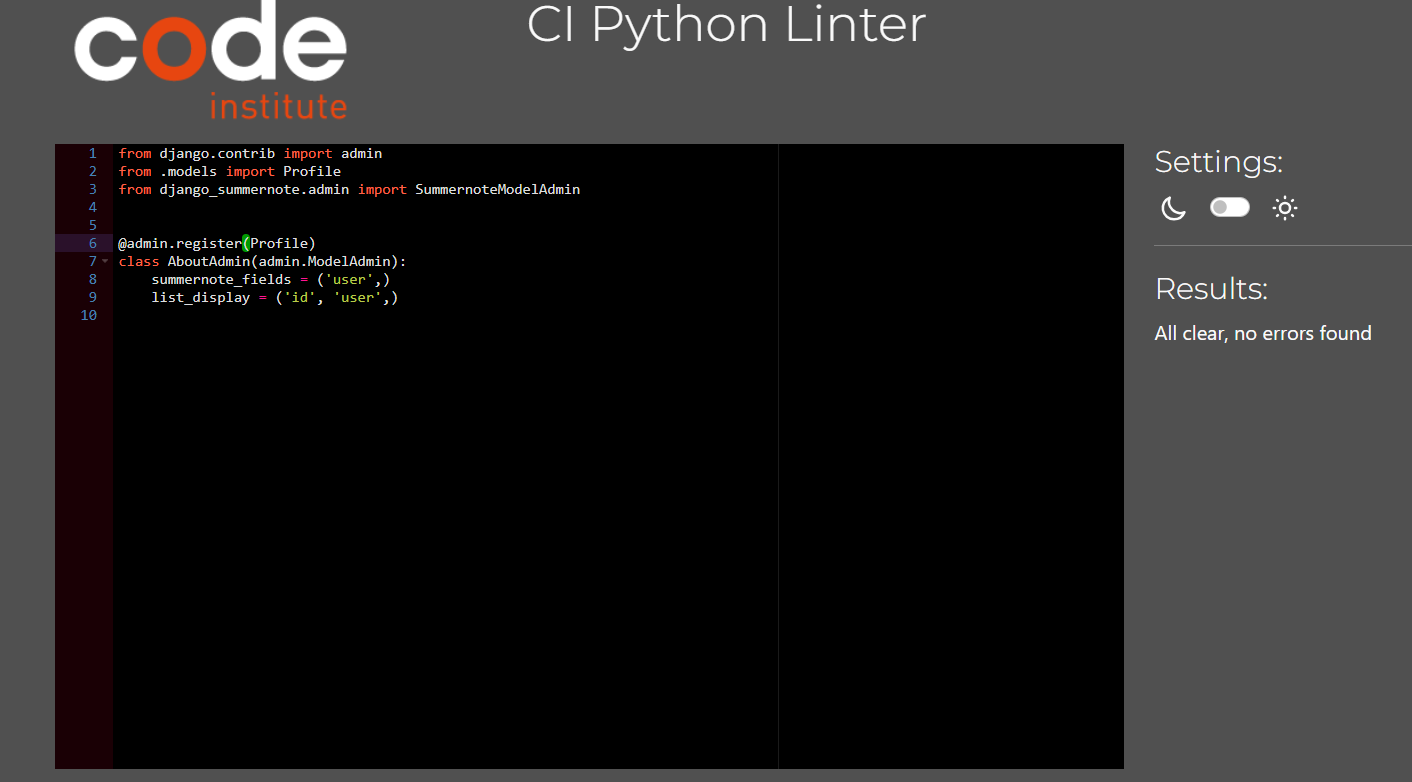 code
institute
CI Python Linter
1 from django.contrib import admin
2 from .models import Profile
3 from django_summernote.admin import SummernoteModelAdmin
4
5
6 @admin.register(Profile)
7 class AboutAdmin(admin.ModelAdmin):
8     summernote_fields = ('user',)
9     list_display = ('id', 'user',)
10
Settings:
Results:
All clear, no errors found